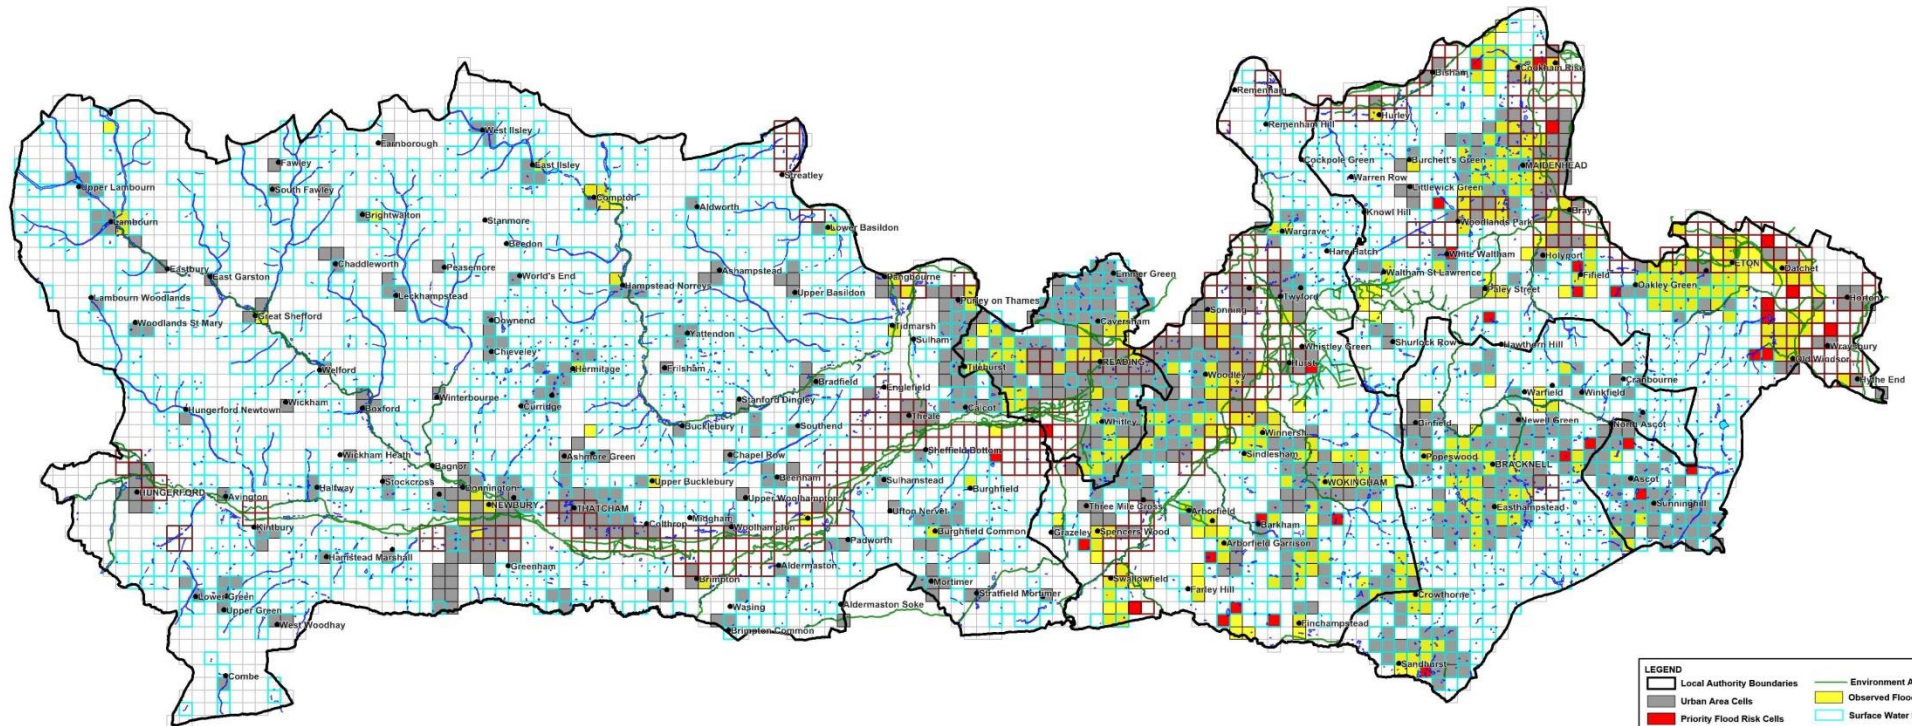 Cookham Rise
Bisham
Remenham
Hurley
Remenham Hill
West Ilsley
Farnborough
Fawley
East Ilsley
Cockpole Green
Burchett's Green
MAIDENHEAD
Streatley
Warren Row
Upper Lambourn
South Fawley
Littlewick Green
Compton
Aldworth
Knowl Hill
Bray
Brightwalton
Lambourn
Stanmore
Woodlands Park
Lower Basildon
Wargrave
Beedon
Hare Hatch
White Waltham
Holyport
Chaddleworth
Peasemore
Eastbury
East Garston
World's End
Ashampstead
Pangbourne
Emmer Green
Waltham St Lawrence
Fifield
ETON
Datchet
Hampstead Norreys
Oakley Green
Paley Street
Upper Basildon
Leckhampstead
Lambourn Woodlands
Purley on Thames
Twyford
Horton
Sonning
Great Shefford
Woodlands St Mary
Downend
Caversham
Tidmarsh
Yattendon
Sulham
Shurlock Row
Hawthorn Hill
Whistley Green
Wraysbury
Chieveley
Old Windsor
READING
Hurst
Tilehurst
Welford
Hermitage
Frilsham
Woodley
Bradfield
Englefield
Cranbourne
Hythe End
Warfield
Winkfield
Winterbourne
Stanford Dingley
Wickham
Curridge
Boxford
Hungerford Newtown
Calcot
Theale
Whitley
Binfield
Newell Green
North Ascot
Bucklebury
Southend
Winnersh
Sindlesham
Sheffield Bottom
Wickham Heath
Ashmore Green
Chapel Row
Popeswood
BRACKNELL
Bagnor
Halfway
Stockcross
Donnington
Upper Bucklebury
Beenham
Sulhamstead
Burghfield
WOKINGHAM
Ascot
HUNGERFORD
Avington
NEWBURY
THATCHAM
Upper Woolhampton
Ufton Nervet
Three Mile Cross
Arborfield
Easthampstead
Sunninghill
Kintbury
Colthrop
Midgham
Woolhampton
Burghfield Common
Grazeley
Spencers Wood
Barkham
Padworth
Arborfield Garrison
Hamstead Marshall
Greenham
Aldermaston
Brimpton
Mortimer
Swallowfield
Farley Hill
Stratfield Mortimer
Crowthorne
Lower Green
Upper Green
Wasing
Aldermaston Soke
West Woodhay
Brimpton Common
Finchampstead
Sandhurst
Combe
LEGEND
Local Authority Boundaries
Environment A
Urban Area Cells
Observed Flood
Priority Flood Risk Cells
Surface Water